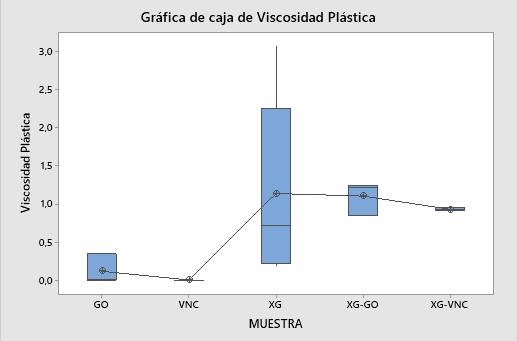 Gráfica de caja de Viscosidad Plástica
3,0
2,5
2,0
1,5
1,0
0,5
0,0
Viscosidad Plástica
GO VNC XG XG-GO XG-VNC
MUESTRA